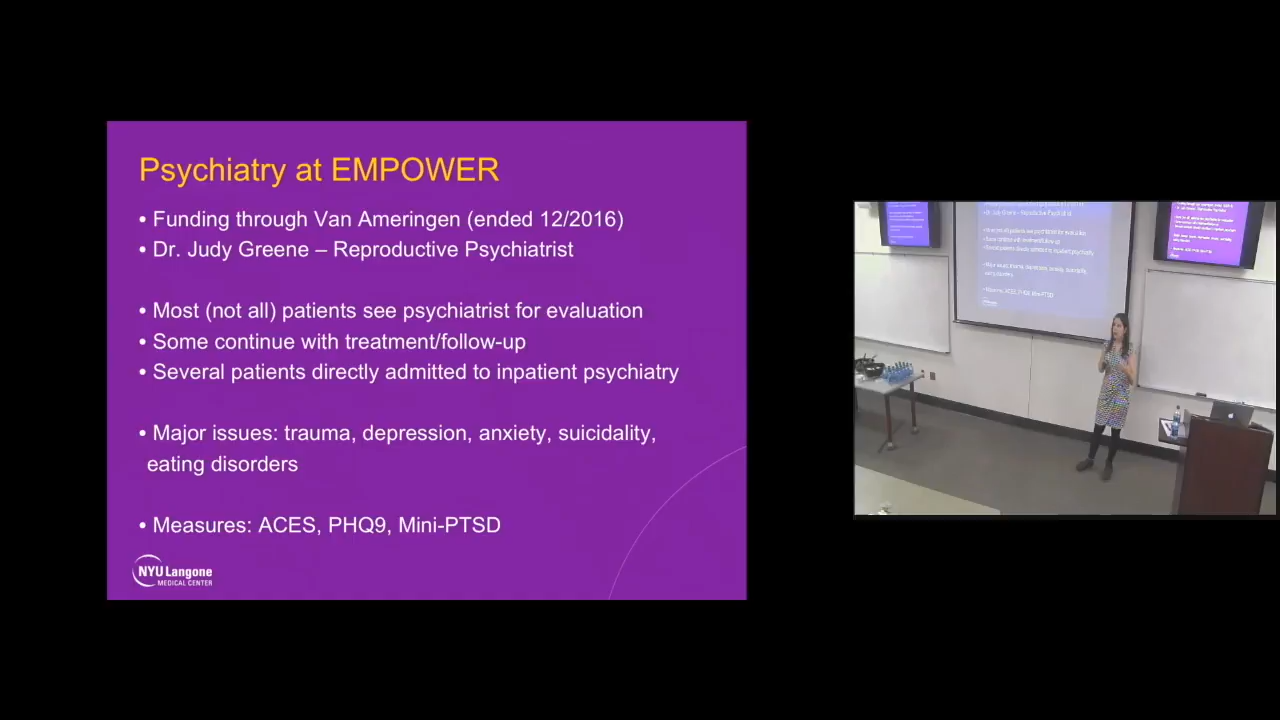 Psychiatry at EMPOWER
• Funding through Van Ameringen (ended 12/2016)
• Dr. Judy Greene – Reproductive Psychiatrist
• Most (not all) patients see psychiatrist for evaluation
• Some continue with treatment/follow-up
• Several patients directly admitted to inpatient psychiatry
• Major issues: trauma, depression, anxiety, suicidality,
eating disorders
• Measures: ACES, PHQ9, Mini-PTSD
NYU Langone
MEDICAL CENTER